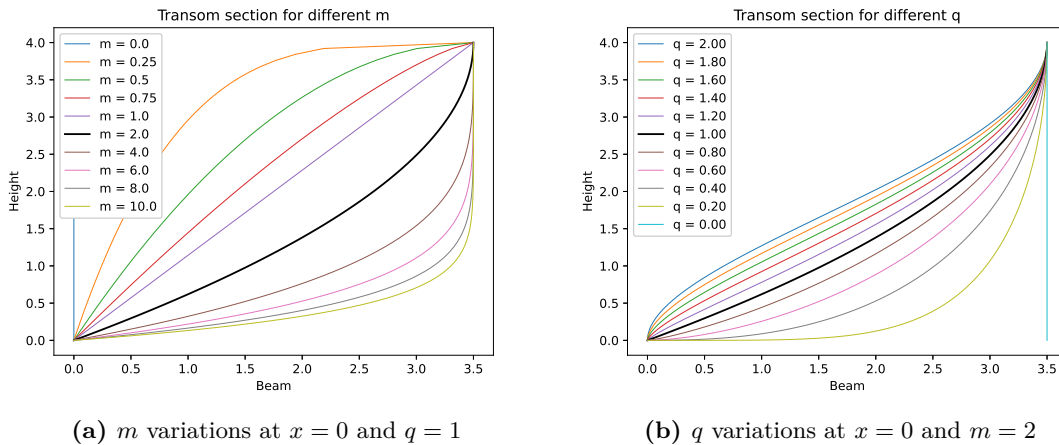 Transom section for different m
4.0
3.5
3.0
2.5
2.0
1.5
1.0
0.5
0.0
Height
m = 0.0
m = 0.25
m = 0.5
m = 0.75
m = 1.0
m = 2.0
m = 4.0
m = 6.0
m = 8.0
m = 10.0
0.0 0.5 1.0 1.5 2.0 2.5 3.0 3.5
Beam
(a) m variations at x = 0 and q = 1
Transom section for different q
4.0
3.5
3.0
2.5
2.0
1.5
1.0
0.5
0.0
Height
q = 2.00
q = 1.80
q = 1.60
q = 1.40
q = 1.20
q = 1.00
q = 0.80
q = 0.60
q = 0.40
q = 0.20
q = 0.00
0.0 0.5 1.0 1.5 2.0 2.5 3.0 3.5
Beam
(b) q variations at x = 0 and m = 2